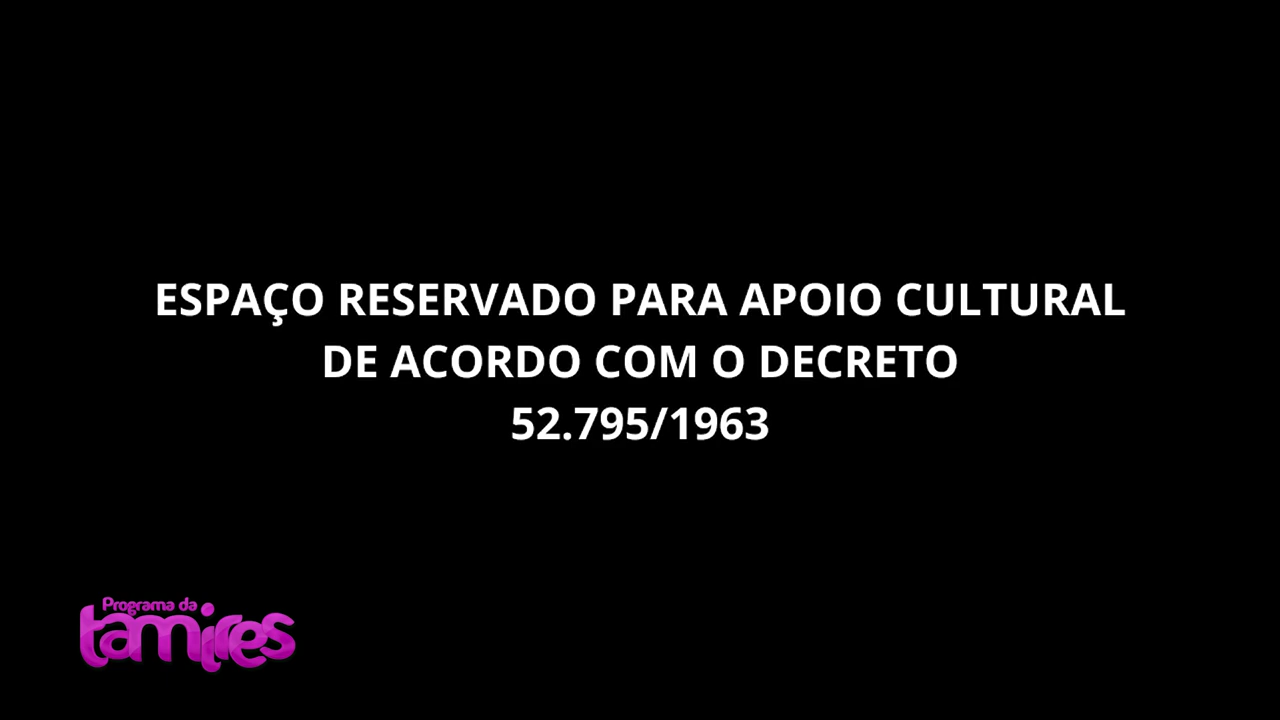 ESPAÇO RESERVADO PARA APOIO CULTURAL
DE ACORDO COM O DECRETO
52.795/1963
Programa da
tamires